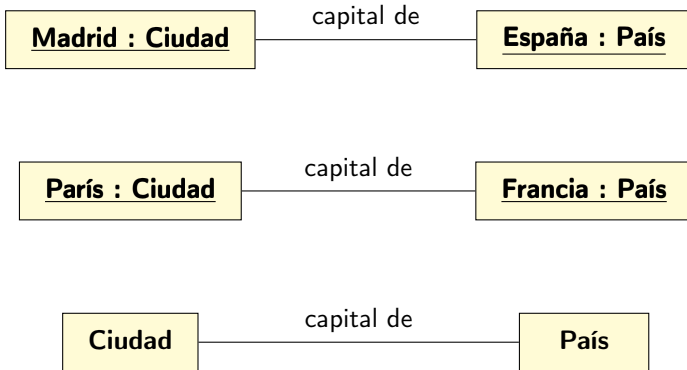 capital de
Madrid : Ciudad
España : País
capital de
París : Ciudad
Francia : País
capital de
Ciudad
País